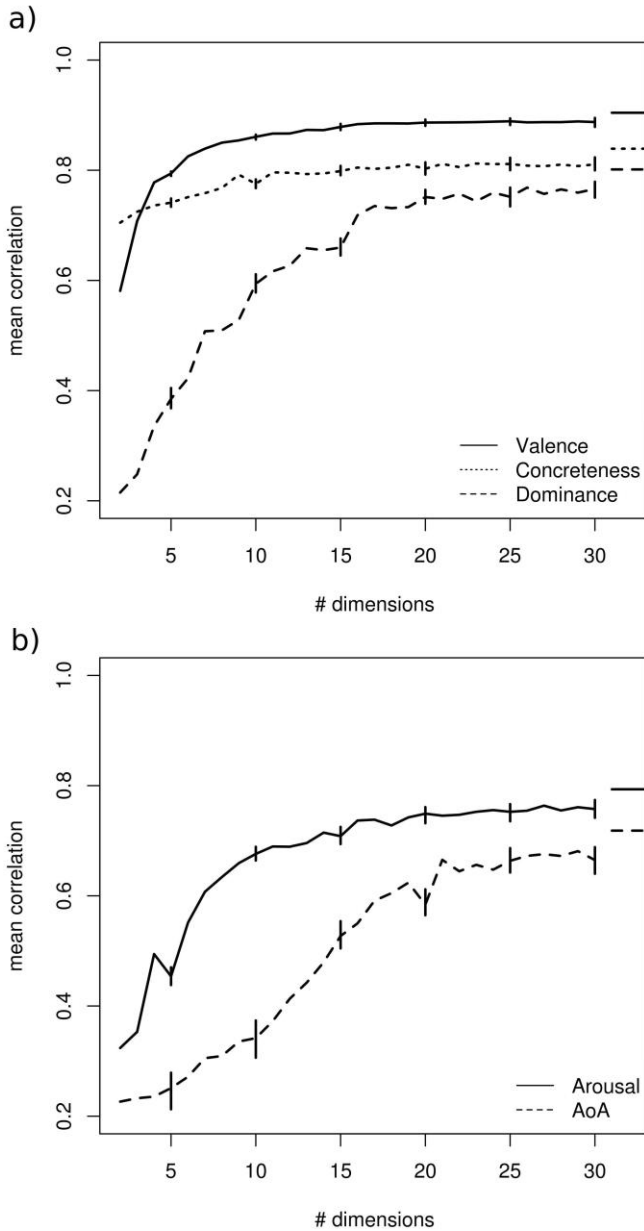 a)
mean correlation
1.0
0.8
0.6
0.4
0.2
Valence
Concreteness
Dominance
5 10 15 20 25 30
# dimensions
b)
mean correlation
1.0
0.8
0.6
0.4
0.2
Arousal
AoA
5 10 15 20 25 30
# dimensions